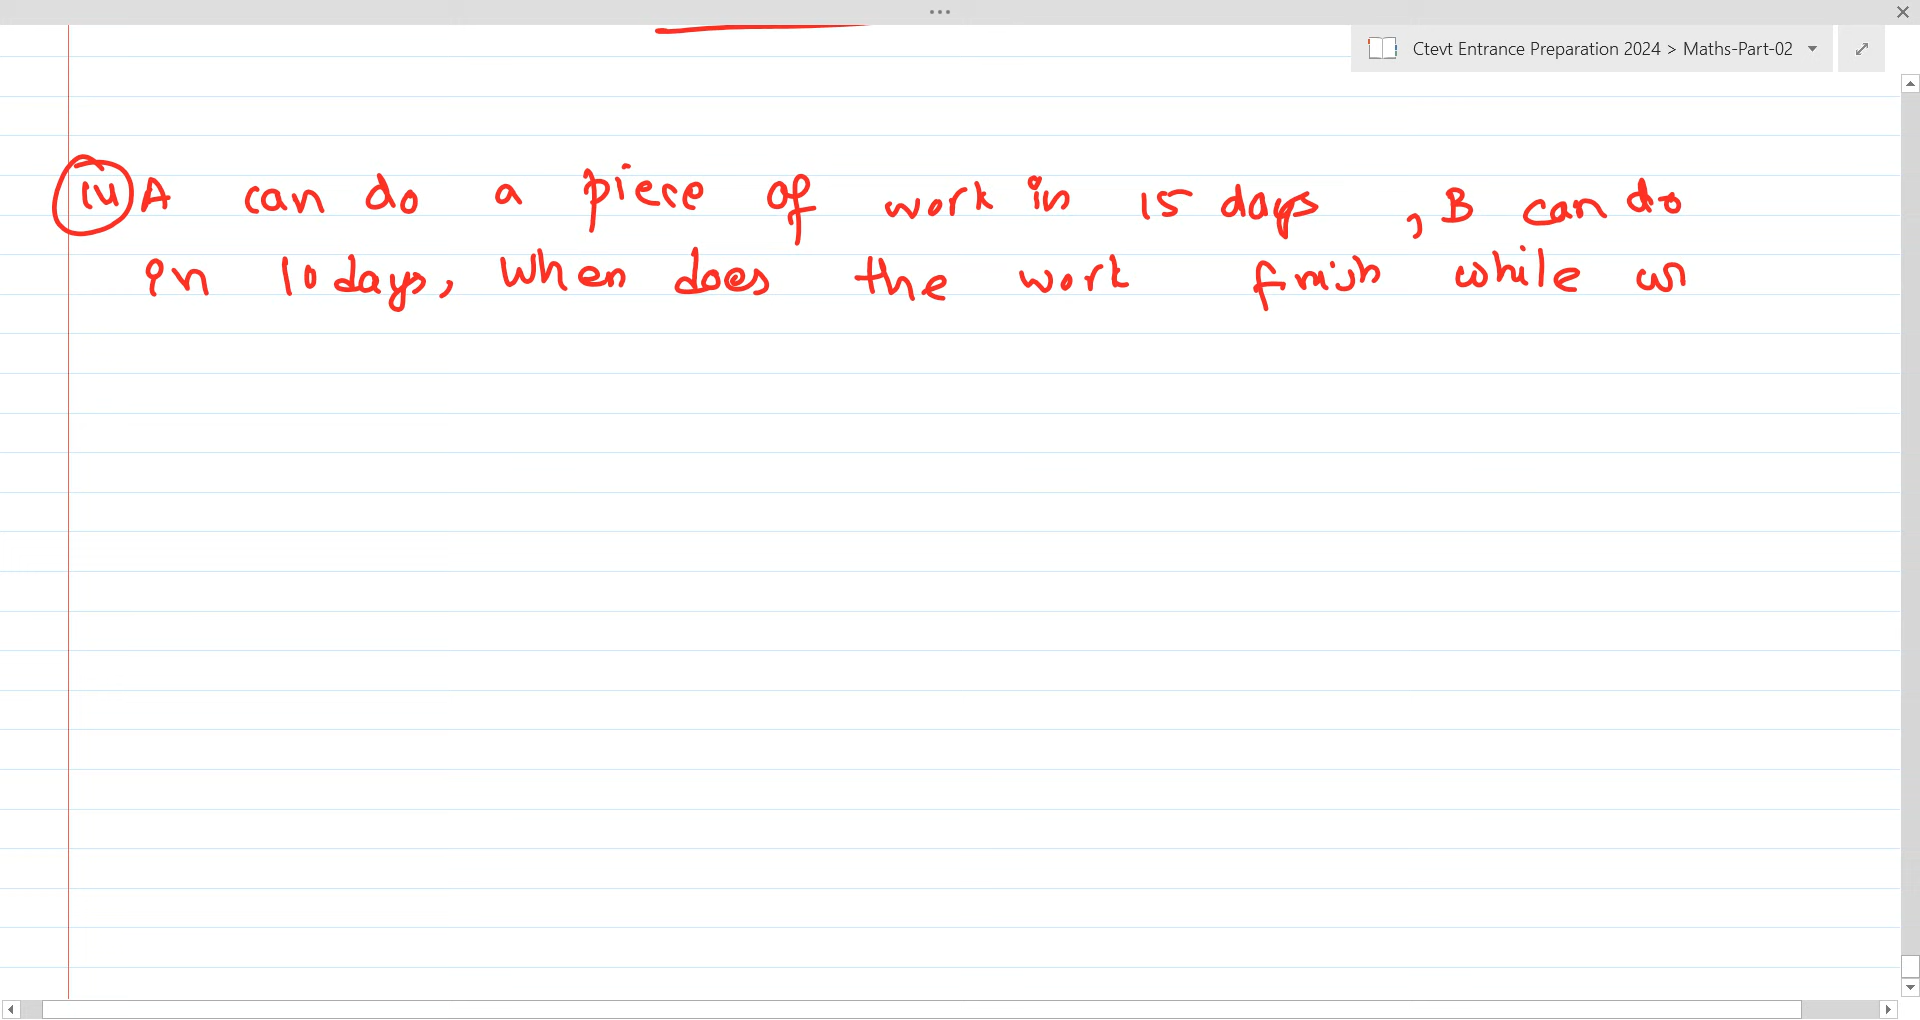 Ctevt Entrance Preparation 2024 > Maths-Part-02
iv A can do a piece of work in 15 days , B can do
in 10 days, When does the work finish while